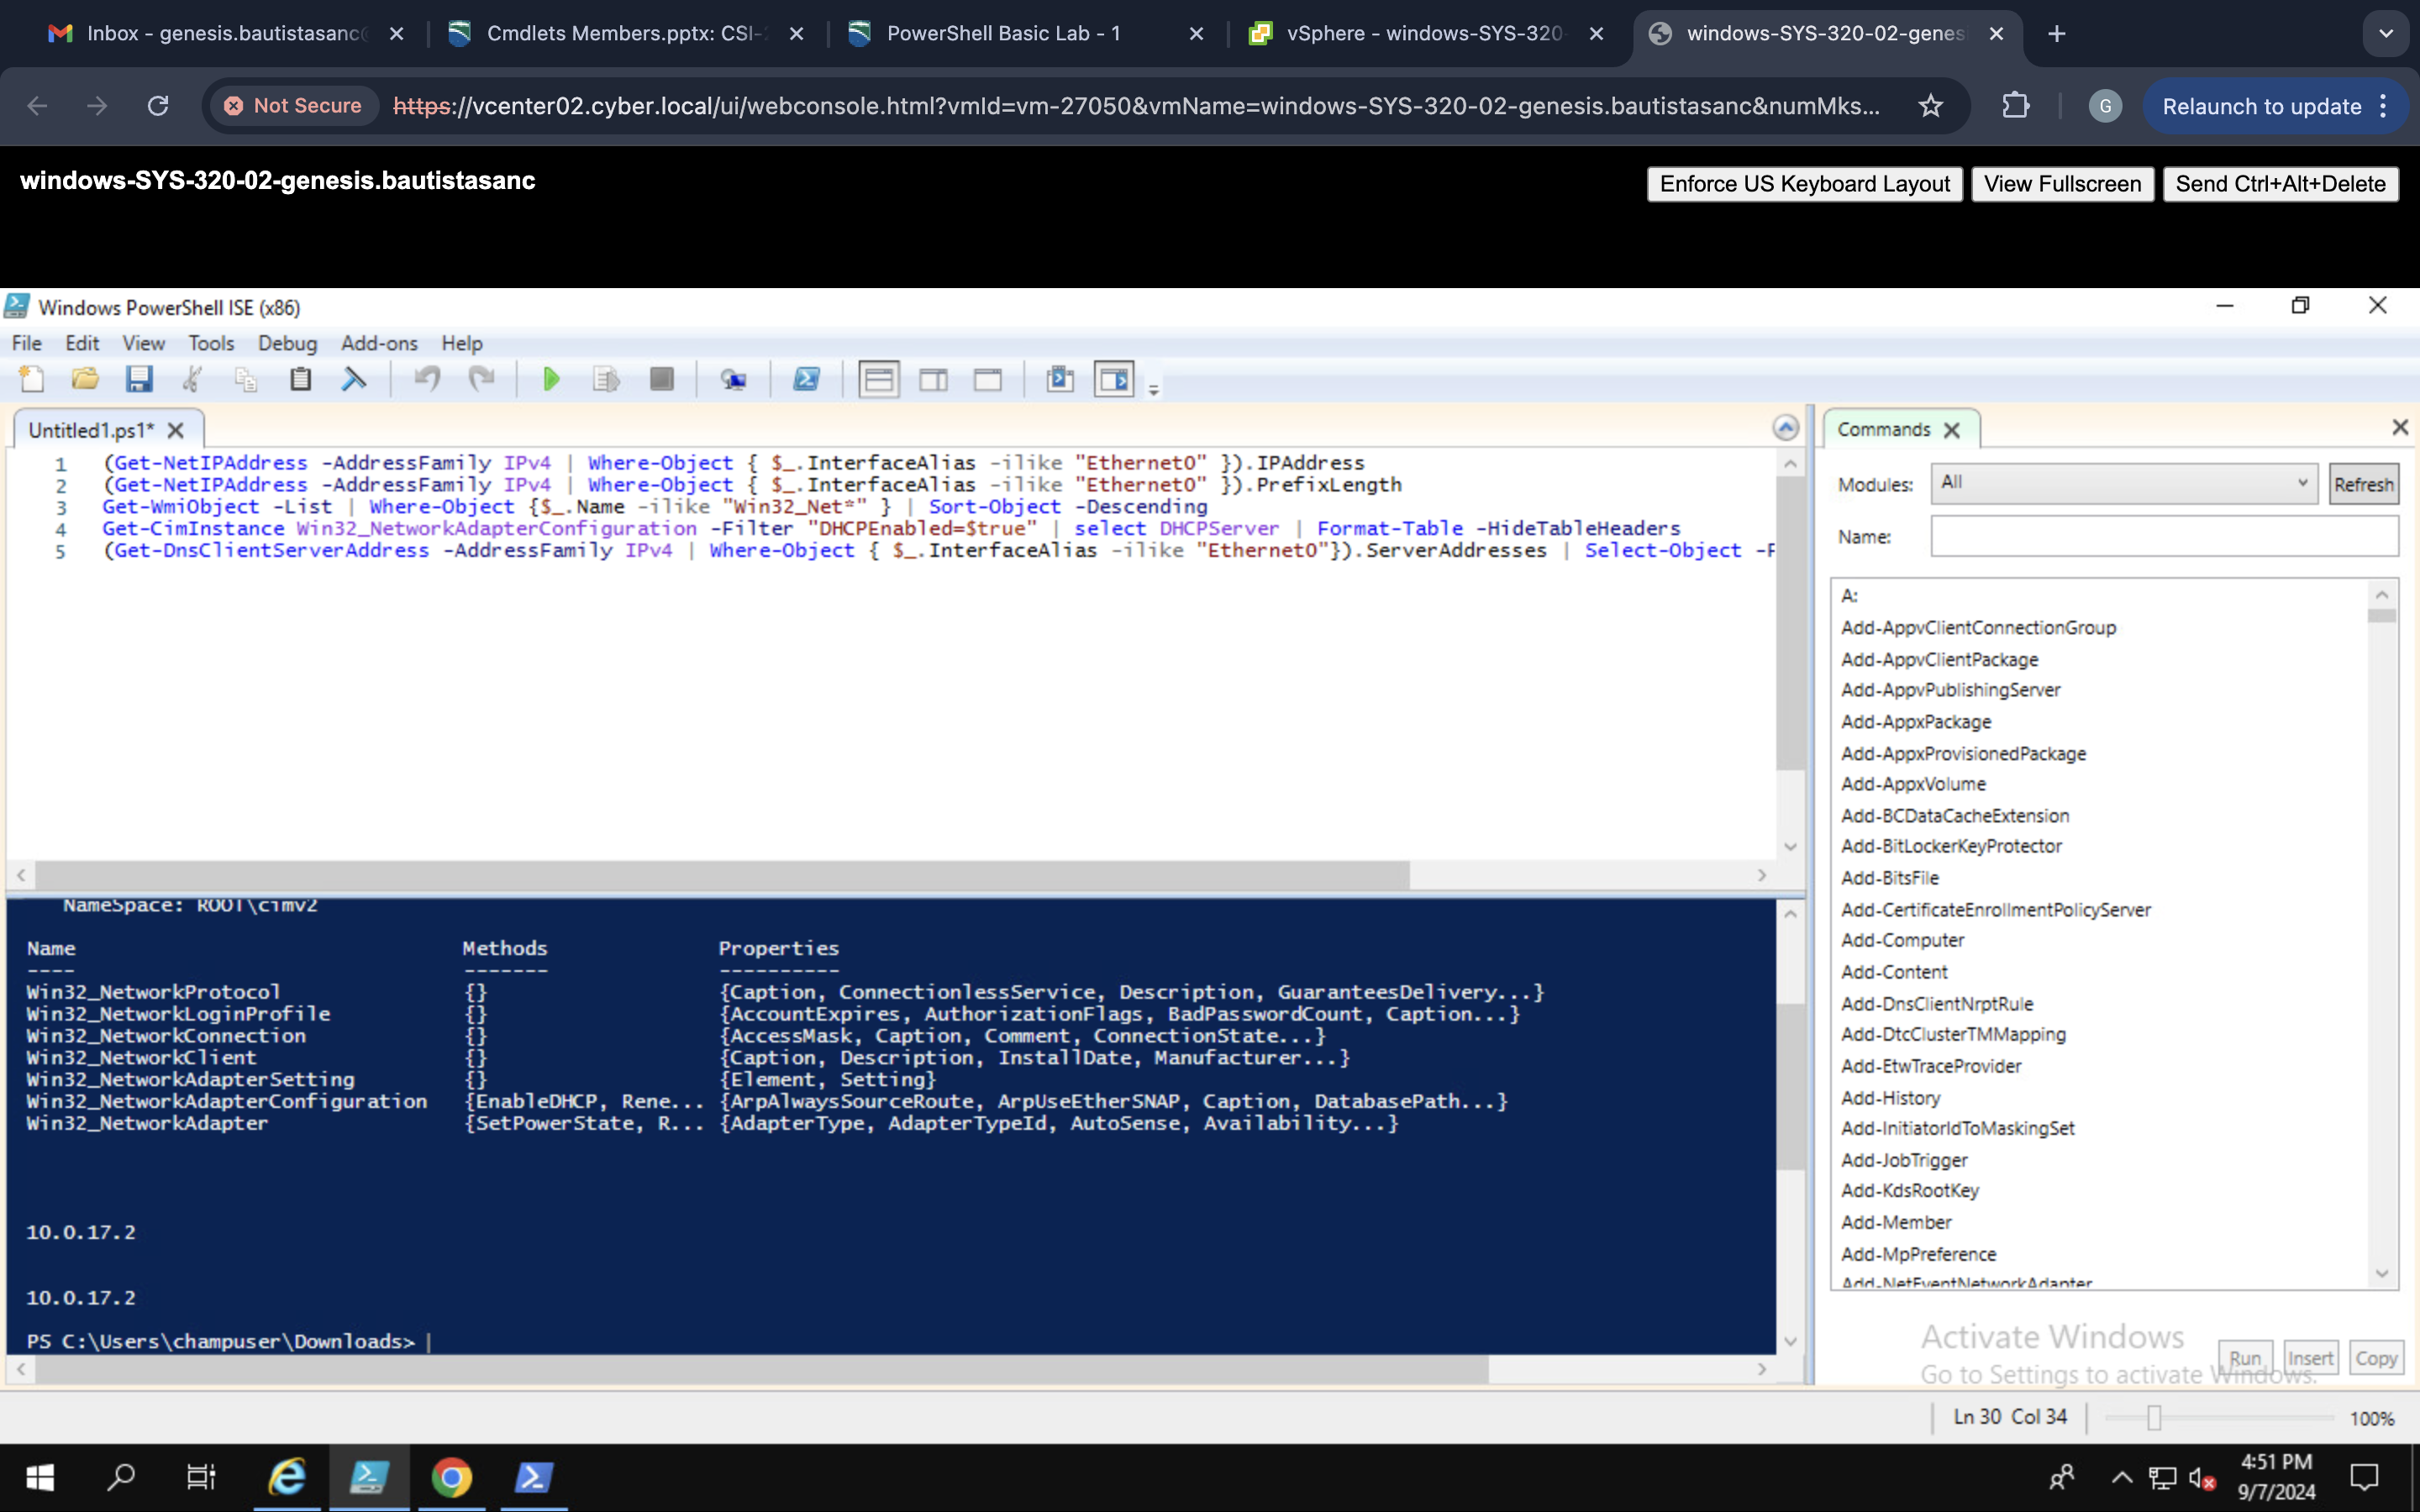 Inbox - genesis.bautistasanc@
Cmdlets Members.pptx: CSI-
PowerShell Basic Lab - 1
vSphere - windows-SYS-320
windows-SYS-320-02-genes
Not Secure
https://vcenter02.cyber.local/ui/webconsole.html?vmId=vm-27050&vmName=windows-SYS-320-02-genesis.bautistasanc&numMks...
G
Relaunch to update
windows-SYS-320-02-genesis.bautistasanc
Enforce US Keyboard Layout
View Fullscreen
Send Ctrl+Alt+Delete
Windows PowerShell ISE (x86)
File Edit View Tools Debug Add-ons Help
Untitled1.ps1*
1 (Get-NetIPAddress -AddressFamily IPv4 | Where-Object { $_.InterfaceAlias -ilike "Ethernet0" }).IPAddress
2 (Get-NetIPAddress -AddressFamily IPv4 | Where-Object { $_.InterfaceAlias -ilike "Ethernet0" }).PrefixLength
3 Get-WmiObject -List | Where-Object {$_.Name -ilike "Win32_Net*" } | Sort-Object -Descending
4 Get-CimInstance Win32_NetworkAdapterConfiguration -Filter "DHCPEnabled=$true" | select DHCPServer | Format-Table -HideTableHeaders
5 (Get-DnsClientServerAddress -AddressFamily IPv4 | Where-Object { $_.InterfaceAlias -ilike "Ethernet0"}).ServerAddresses | Select-Object -F
NameSpace: ROOT\cimv2
Name Methods Properties
---- ------- ----------
Win32_NetworkProtocol {} {Caption, ConnectionlessService, Description, GuaranteesDelivery...}
Win32_NetworkLoginProfile {} {AccountExpires, AuthorizationFlags, BadPasswordCount, Caption...}
Win32_NetworkConnection {} {AccessMask, Caption, Comment, ConnectionState...}
Win32_NetworkClient {} {Caption, Description, InstallDate, Manufacturer...}
Win32_NetworkAdapterSetting {} {Element, Setting}
Win32_NetworkAdapterConfiguration {EnableDHCP, Rene... {ArpAlwaysSourceRoute, ArpUseEtherSNAP, Caption, DatabasePath...}
Win32_NetworkAdapter {SetPowerState, R... {AdapterType, AdapterTypeId, AutoSense, Availability...}
10.0.17.2
10.0.17.2
PS C:\Users\champuser\Downloads>
Commands
Modules: All Refresh
Name:
A:
Add-AppvClientConnectionGroup
Add-AppvClientPackage
Add-AppvPublishingServer
Add-AppxPackage
Add-AppxProvisionedPackage
Add-AppxVolume
Add-BCDataCacheExtension
Add-BitLockerKeyProtector
Add-BitsFile
Add-CertificateEnrollmentPolicyServer
Add-Computer
Add-Content
Add-DnsClientNrptRule
Add-DtcClusterTMMapping
Add-EtwTraceProvider
Add-History
Add-InitiatorIdToMaskingSet
Add-JobTrigger
Add-KdsRootKey
Add-Member
Add-MpPreference
Add-NetEventNetworkAdapter
Activate Windows
Go to Settings to activate Windows.
Run Insert Copy
Ln 30 Col 34
100%
4:51 PM
9/7/2024